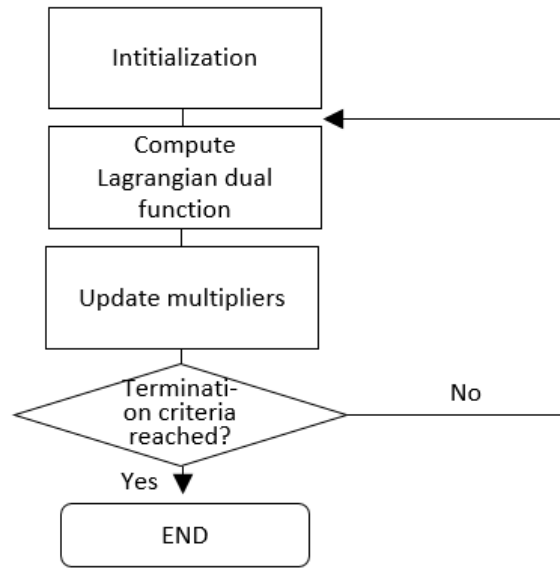 Intitialization
Compute
Lagrangian dual
function
Update multipliers
Terminati-
on criteria
reached?
No
Yes
END